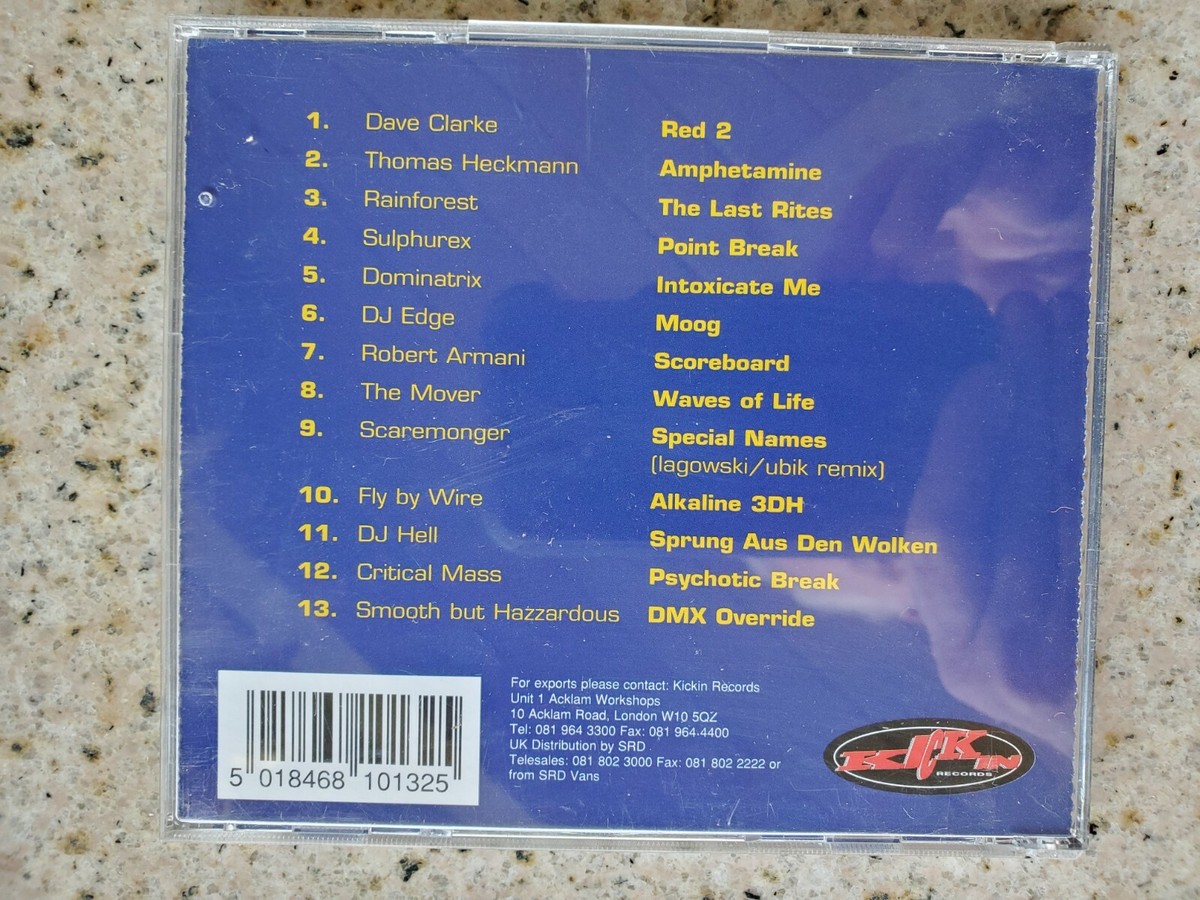 1. Dave Clarke Red 2
2. Thomas Heckmann Amphetamine
3. Rainforest The Last Rites
4. Sulphurex Point Break
5. Dominatrix Intoxicate Me
6. DJ Edge Moog
7. Robert Armani Scoreboard
8. The Mover Waves of Life
9. Scaremonger Special Names
(lagowski/ubik remix)
10. Fly by Wire Alkaline 3DH
11. DJ Hell Sprung Aus Den Wolken
12. Critical Mass Psychotic Break
13. Smooth but Hazzardous DMX Override
5 018468 101325
For exports please contact: Kickin Records
Unit 1 Acklam Workshops
10 Acklam Road, London W10 5QZ
Tel: 081 964 3300 Fax: 081 964-4400
UK Distribution by SRD
Telesales: 081 802 3000 Fax: 081 802 2222 or
from SRD Vans
KICKIN
RECORDS